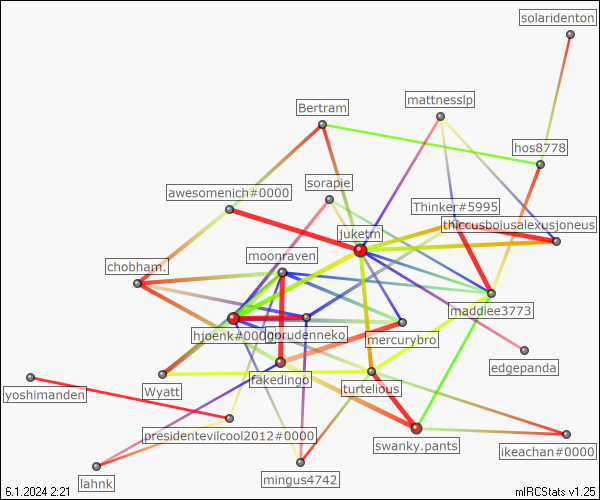 solaridenton
mattnesslp
Bertram
hos8778
sorapie
awesomenich#0000
Thinker#5995
thiccusboiusalexusjoneus
juketm
moonraven
chobham.
maddiee3773
hjoenk#0000
gorudenneko
mercurybro
edgepanda
fakedingo
turtelious
Wyatt
yoshimanden
presidentevilcool2012#0000
swanky.pants
ikeachan#0000
lahnk
mingus4742
6.1.2024 2:21
mIRCStats v1.25